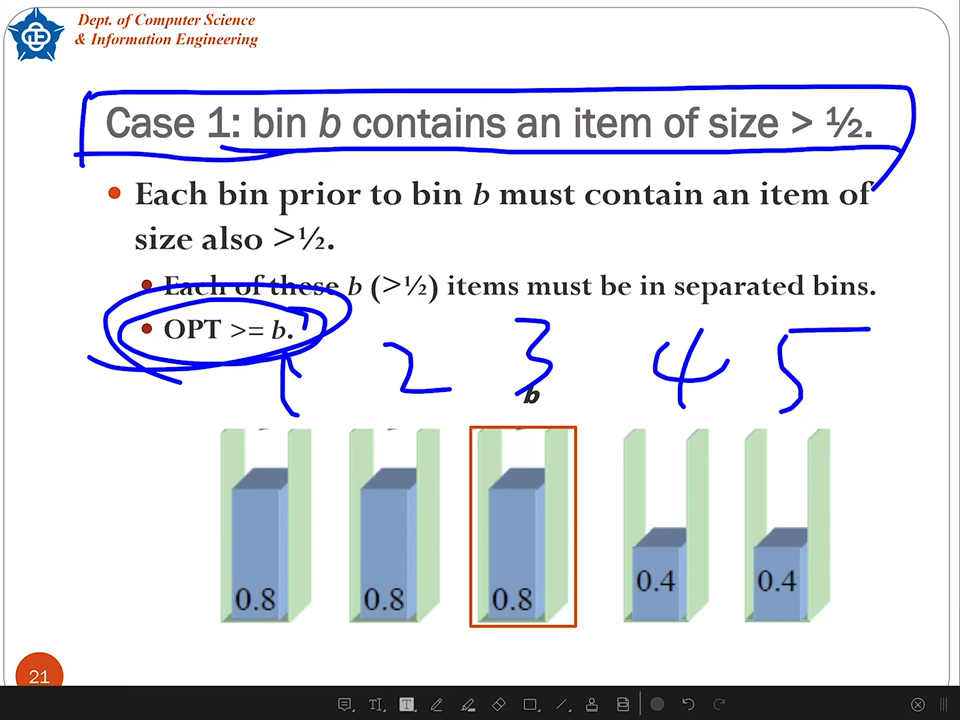 Dept. of Computer Science
& Information Engineering
Case 1: bin b contains an item of size > ½.
• Each bin prior to bin b must contain an item of
size also >½.
• Each of these b (>½) items must be in separated bins.
• OPT >= b.
1 2 3 4 5
b
0.8 0.8 0.8 0.4 0.4
21